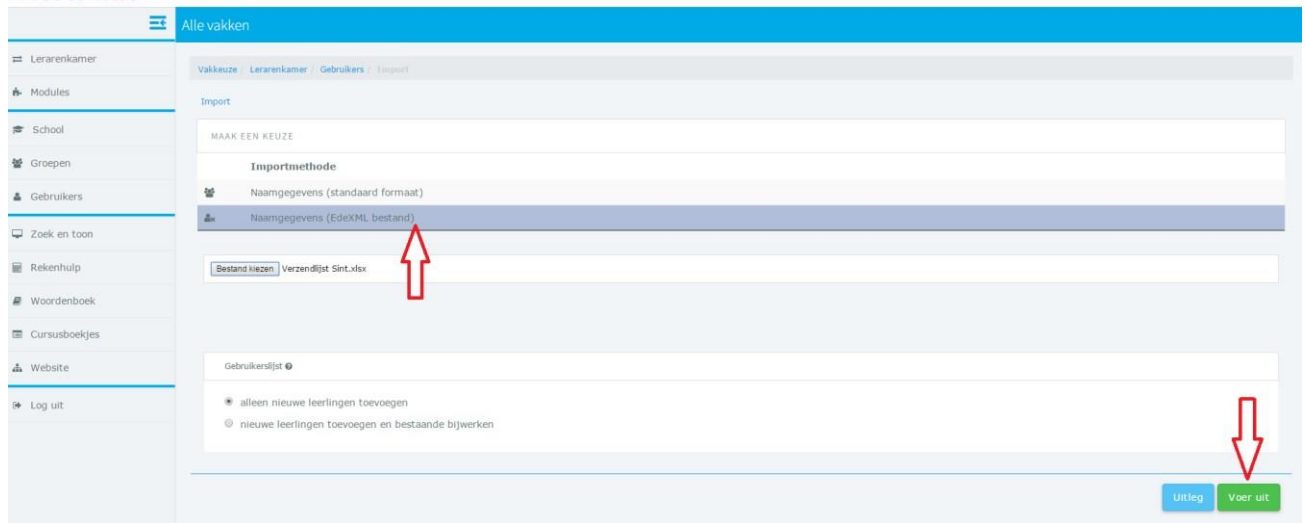 Alle vakken
Lerarenkamer
Modules
School
Groepen
Gebruikers
Zoek en toon
Rekenhulp
Woordenboek
Cursusboekjes
Website
Log uit
Vakkeuze / Lerarenkamer / Gebruikers / Import
Import
MAAK EEN KEUZE
Importmethode
Naamgegevens (standaard formaat)
Naamgegevens (EdeXML bestand)
Bestand kiezen Verzendlijst Sint.xlsx
Gebruikerslijst
alleen nieuwe leerlingen toevoegen
nieuwe leerlingen toevoegen en bestaande bijwerken
Uitleg Voer uit